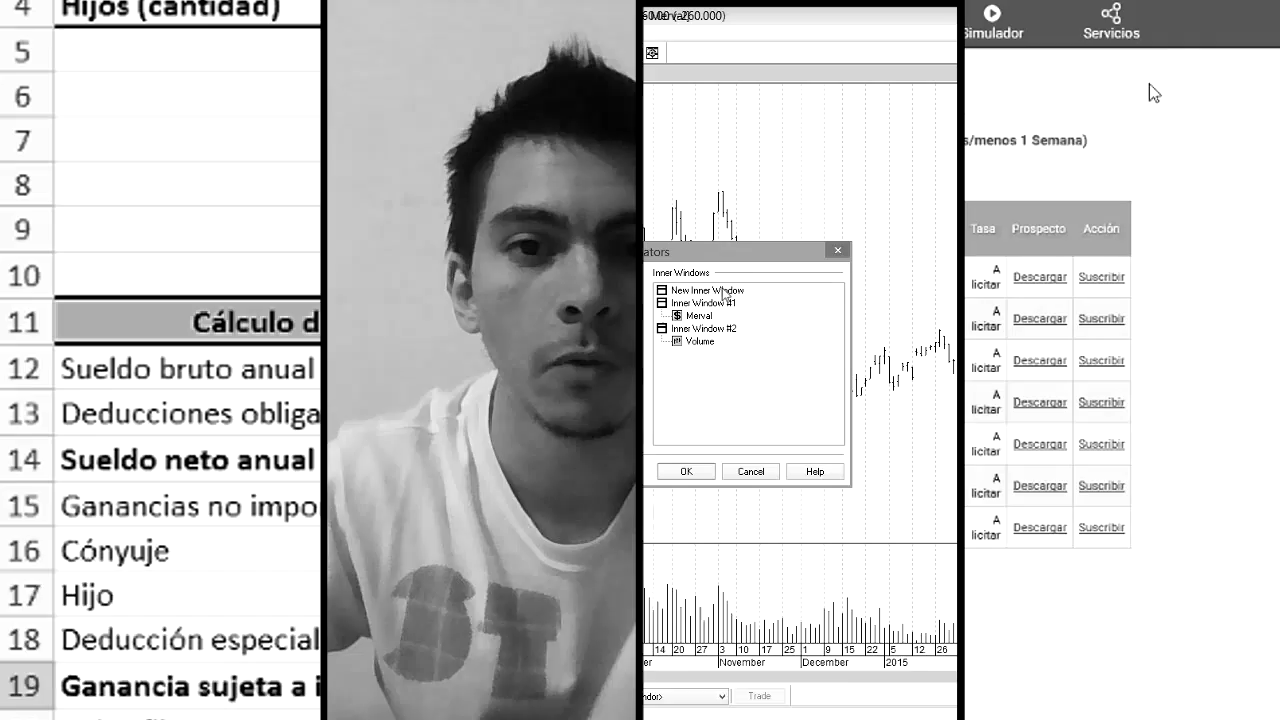 4 Hijos (cantidad)
5
6
7
8
9
10
11 Cálculo d
12 Sueldo bruto anual
13 Deducciones obliga
14 Sueldo neto anual
15 Ganancias no impo
16 Cónyuje
17 Hijo
18 Deducción especial
19 Ganancia sujeta a i
Inner Windows
New Inner Window
Inner Window #1
Merval
Inner Window #2
Volume
OK Cancel Help
14 20 27 3 10 17 25 1 9 15 22 5 12 19 26
November December 2015
Trade
Simulador Servicios
s/menos 1 Semana)
Tasa Prospecto Acción
A licitar Descargar Suscribir
A licitar Descargar Suscribir
A licitar Descargar Suscribir
A licitar Descargar Suscribir
A licitar Descargar Suscribir
A licitar Descargar Suscribir
A licitar Descargar Suscribir